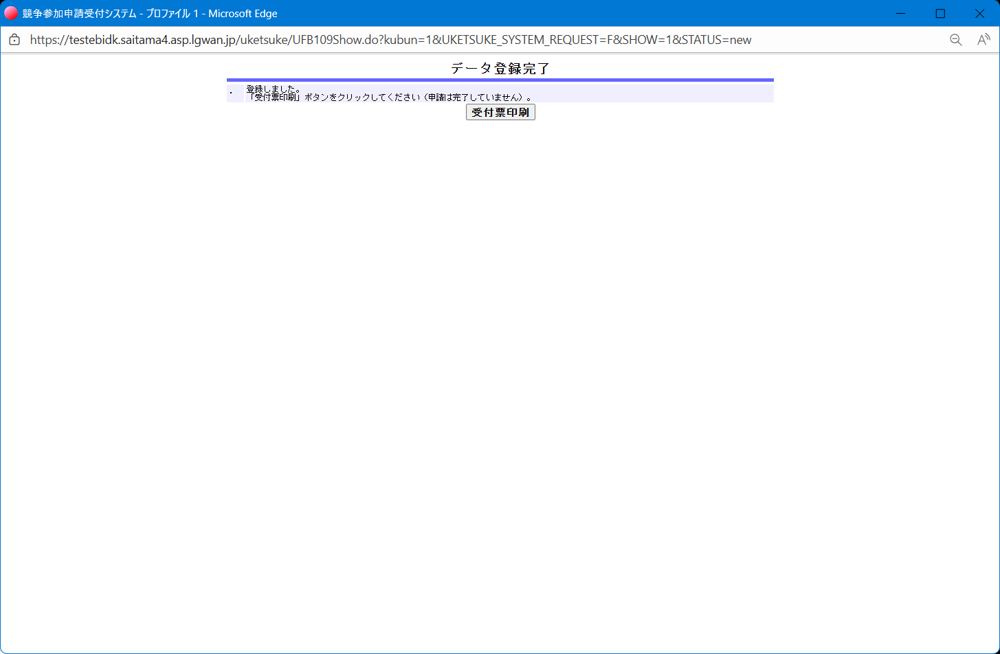 競争参加申請受付システム - プロファイル 1 - Microsoft Edge
https://testebidk.saitama4.asp.lgwan.jp/uketsuke/UFB109Show.do?kubun=1&UKETSUKE_SYSTEM_REQUEST=F&SHOW=1&STATUS=new
データ登録完了
・ 登録しました。
「受付票印刷」ボタンをクリックしてください（申請は完了していません）。
受付票印刷